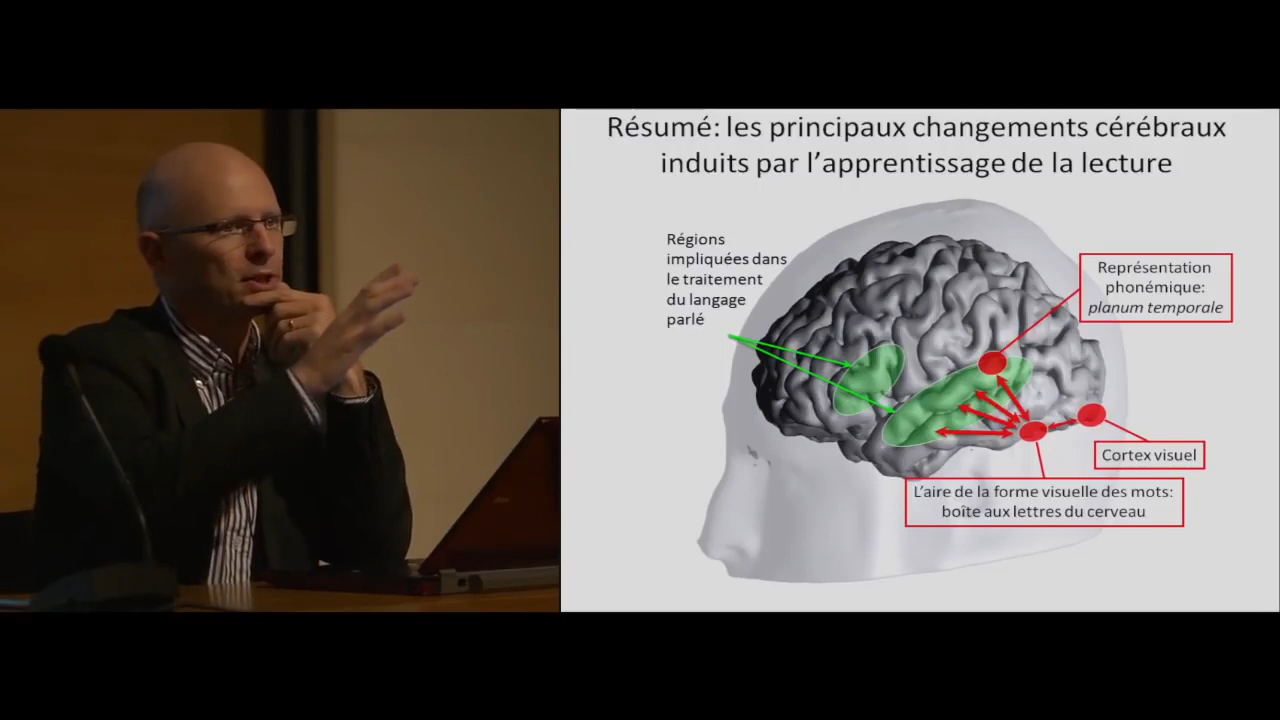 Résumé: les principaux changements cérébraux
induits par l'apprentissage de la lecture
Régions
impliquées dans
le traitement
du langage
parlé
Représentation
phonémique:
planum temporale
Cortex visuel
L'aire de la forme visuelle des mots:
boîte aux lettres du cerveau